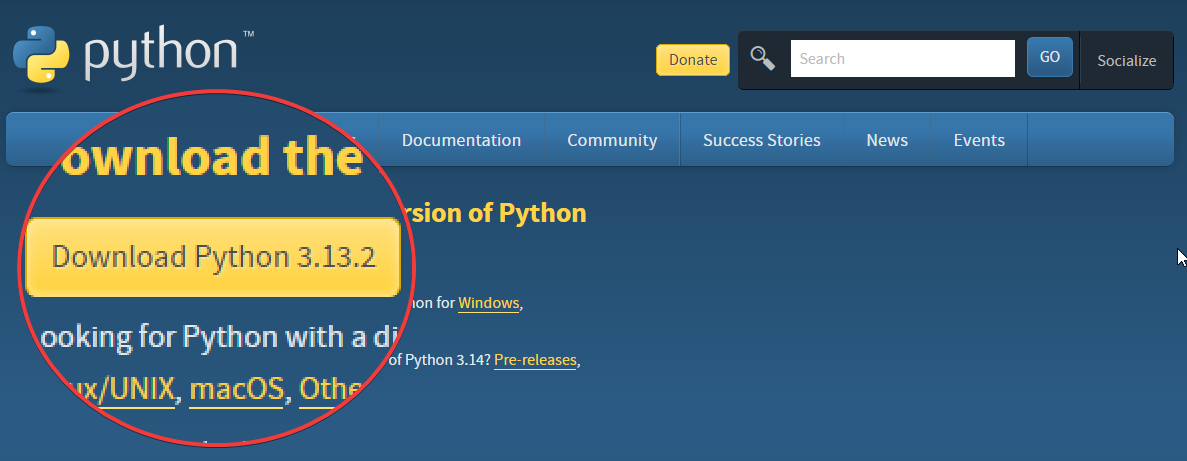 python™
Donate
Search
GO
Socialize
Documentation
Community
Success Stories
News
Events
ownload the
rsion of Python
Download Python 3.13.2
ooking for Python with a di
on for Windows,
ux/UNIX, macOS, Othe
of Python 3.14? Pre-releases,